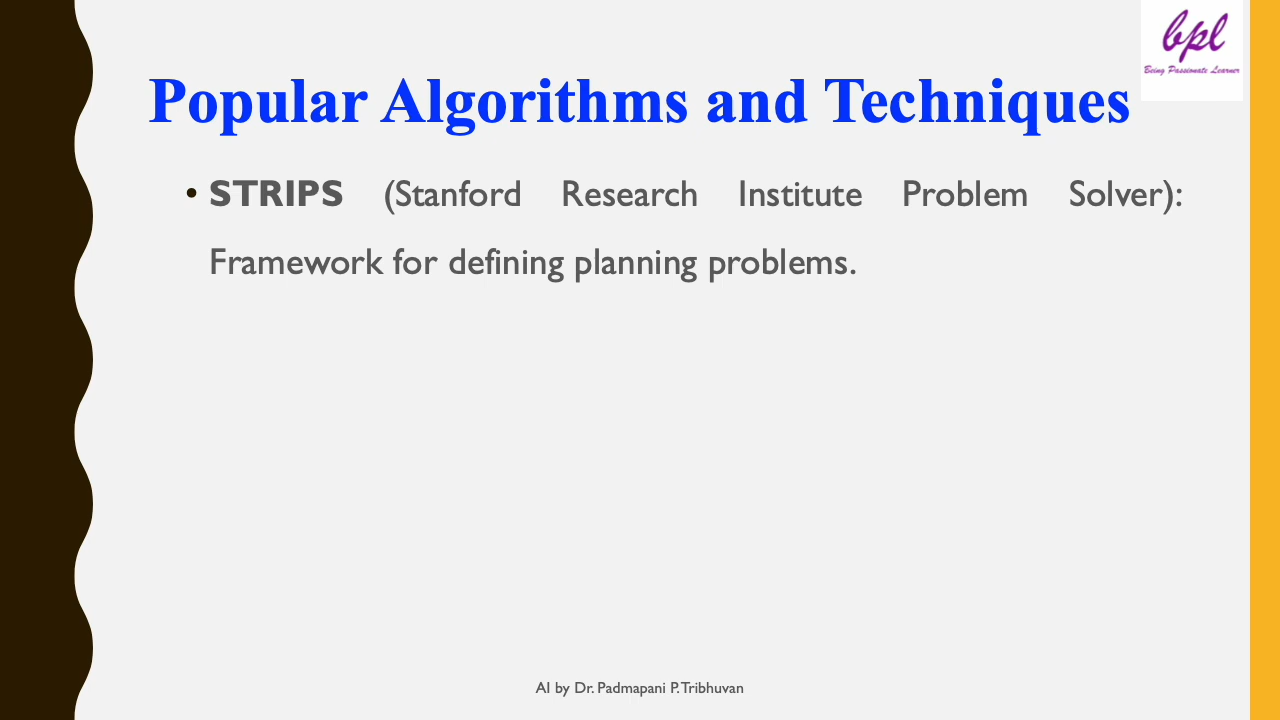 bpl
Being Passionate Learner
Popular Algorithms and Techniques
• STRIPS (Stanford Research Institute Problem Solver):
Framework for defining planning problems.
AI by Dr. Padmapani P. Tribhuvan